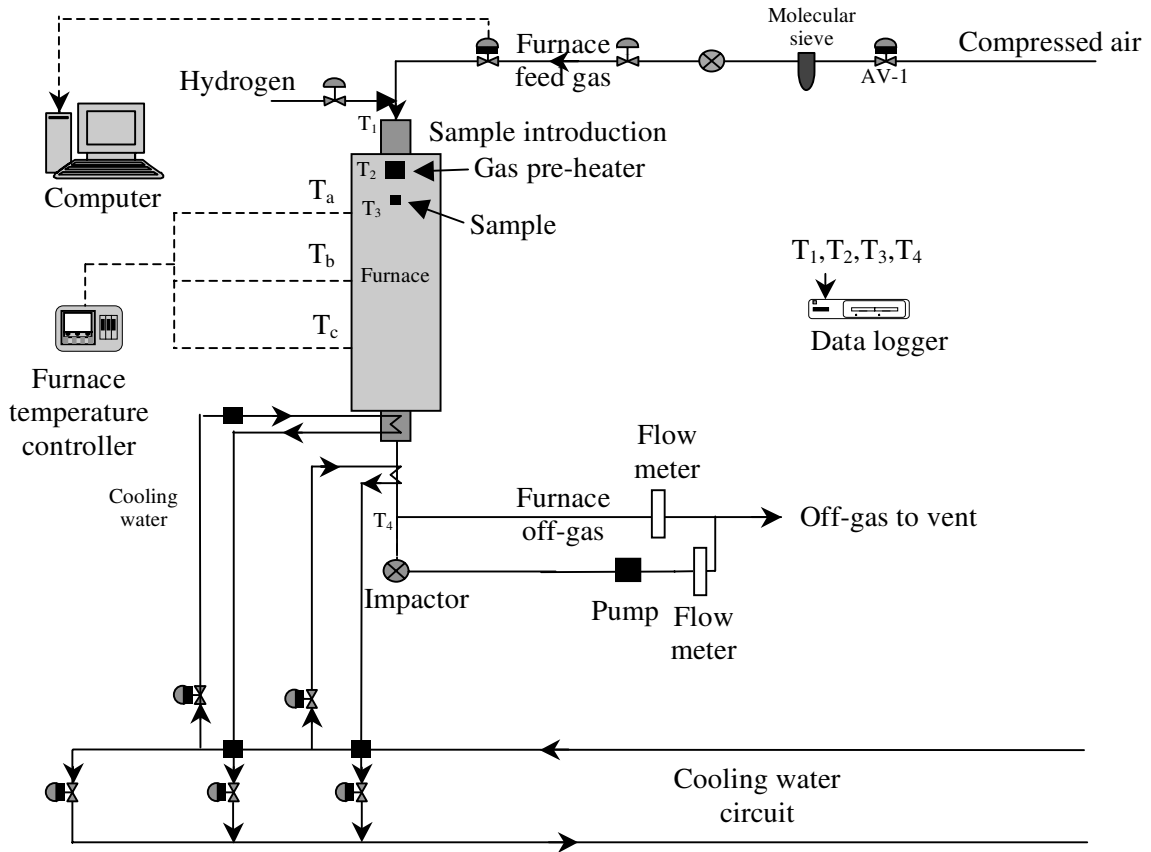 Molecular
sieve
Compressed air
AV-1
Furnace
feed gas
Hydrogen
T1
Sample introduction
T2
Gas pre-heater
T3
Sample
Computer
Ta
Tb
Furnace
Tc
T1,T2,T3,T4
Data logger
Furnace
temperature
controller
Flow
meter
Cooling
water
Furnace
off-gas
T4
Off-gas to vent
Impactor
Pump
Flow
meter
Cooling water
circuit